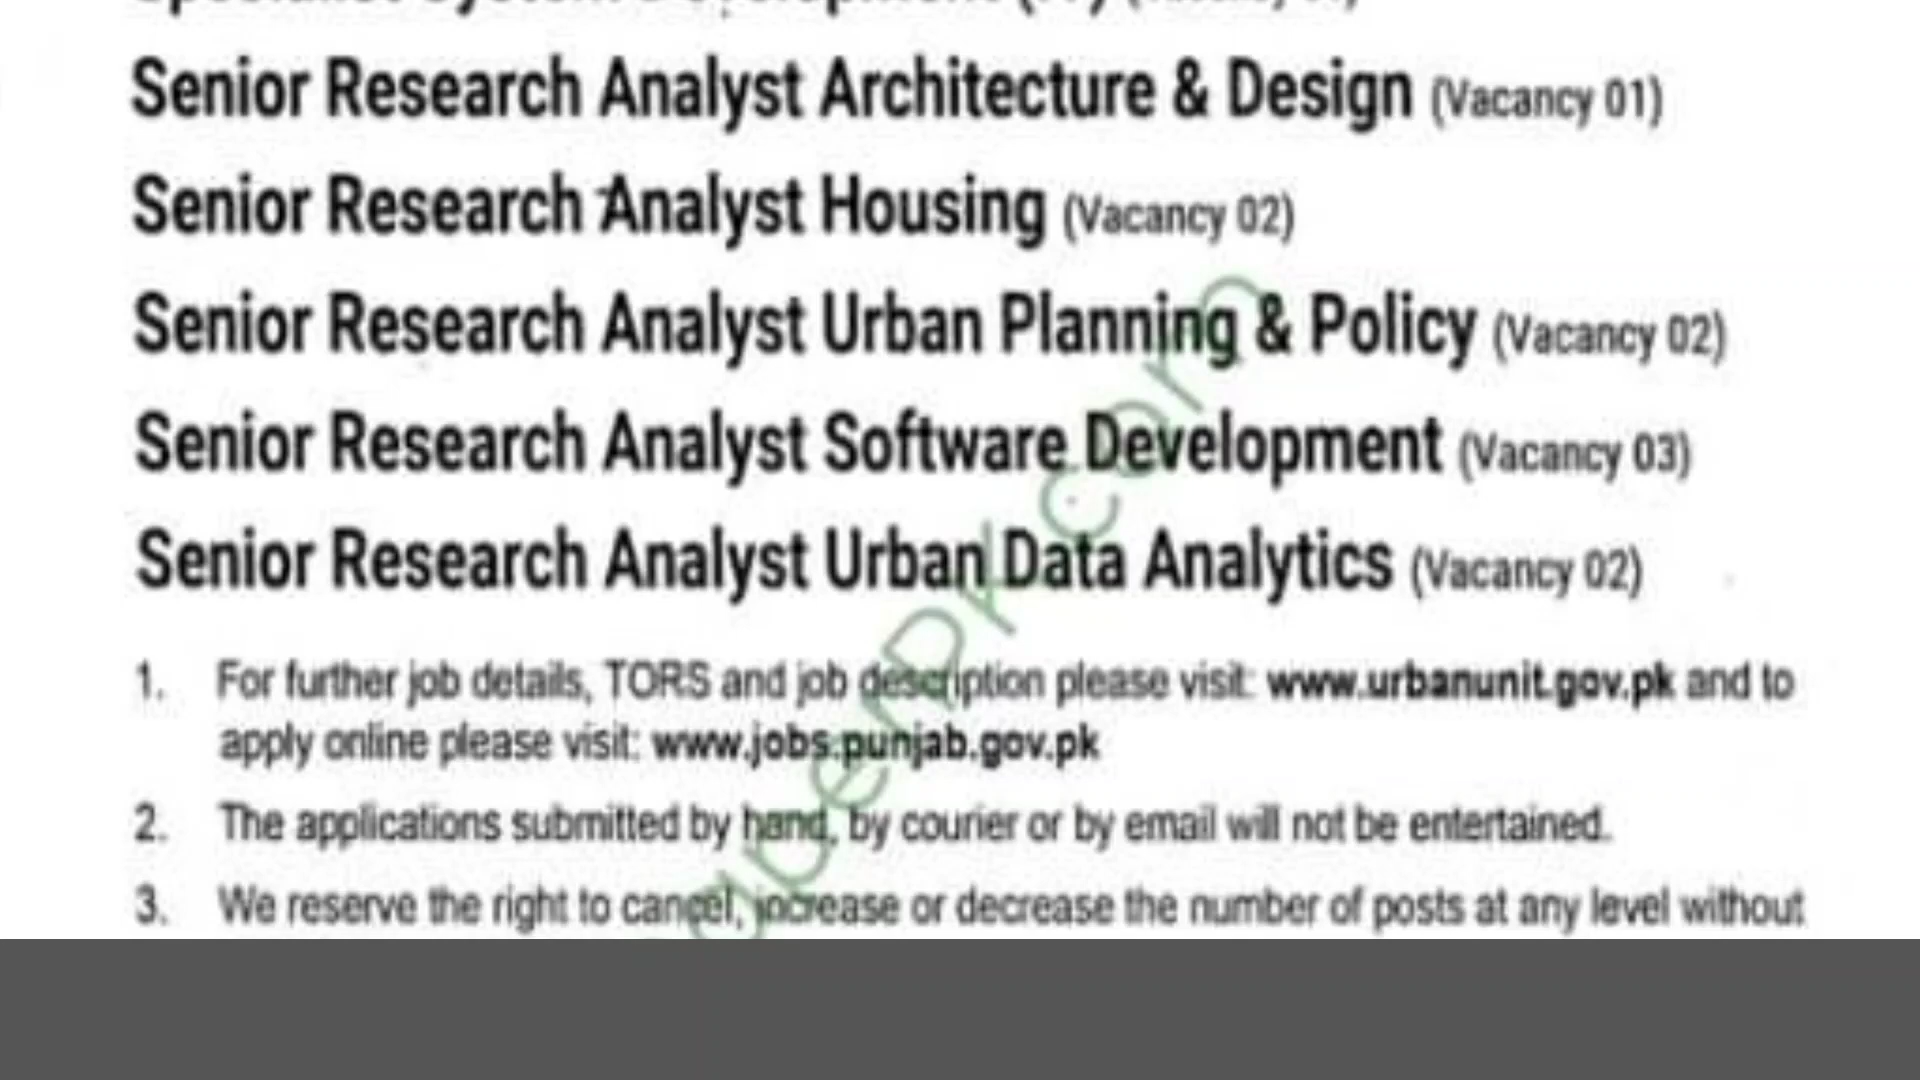 Specialist System Development
Senior Research Analyst Architecture & Design (Vacancy 01)
Senior Research Analyst Housing (Vacancy 02)
Senior Research Analyst Urban Planning & Policy (Vacancy 02)
Senior Research Analyst Software Development (Vacancy 03)
Senior Research Analyst Urban Data Analytics (Vacancy 02)
1. For further job details, TORS and job description please visit: www.urbanunit.gov.pk and to
apply online please visit: www.jobs.punjab.gov.pk
2. The applications submitted by hand, by courier or by email will not be entertained.
3. We reserve the right to cancel, increase or decrease the number of posts at any level without